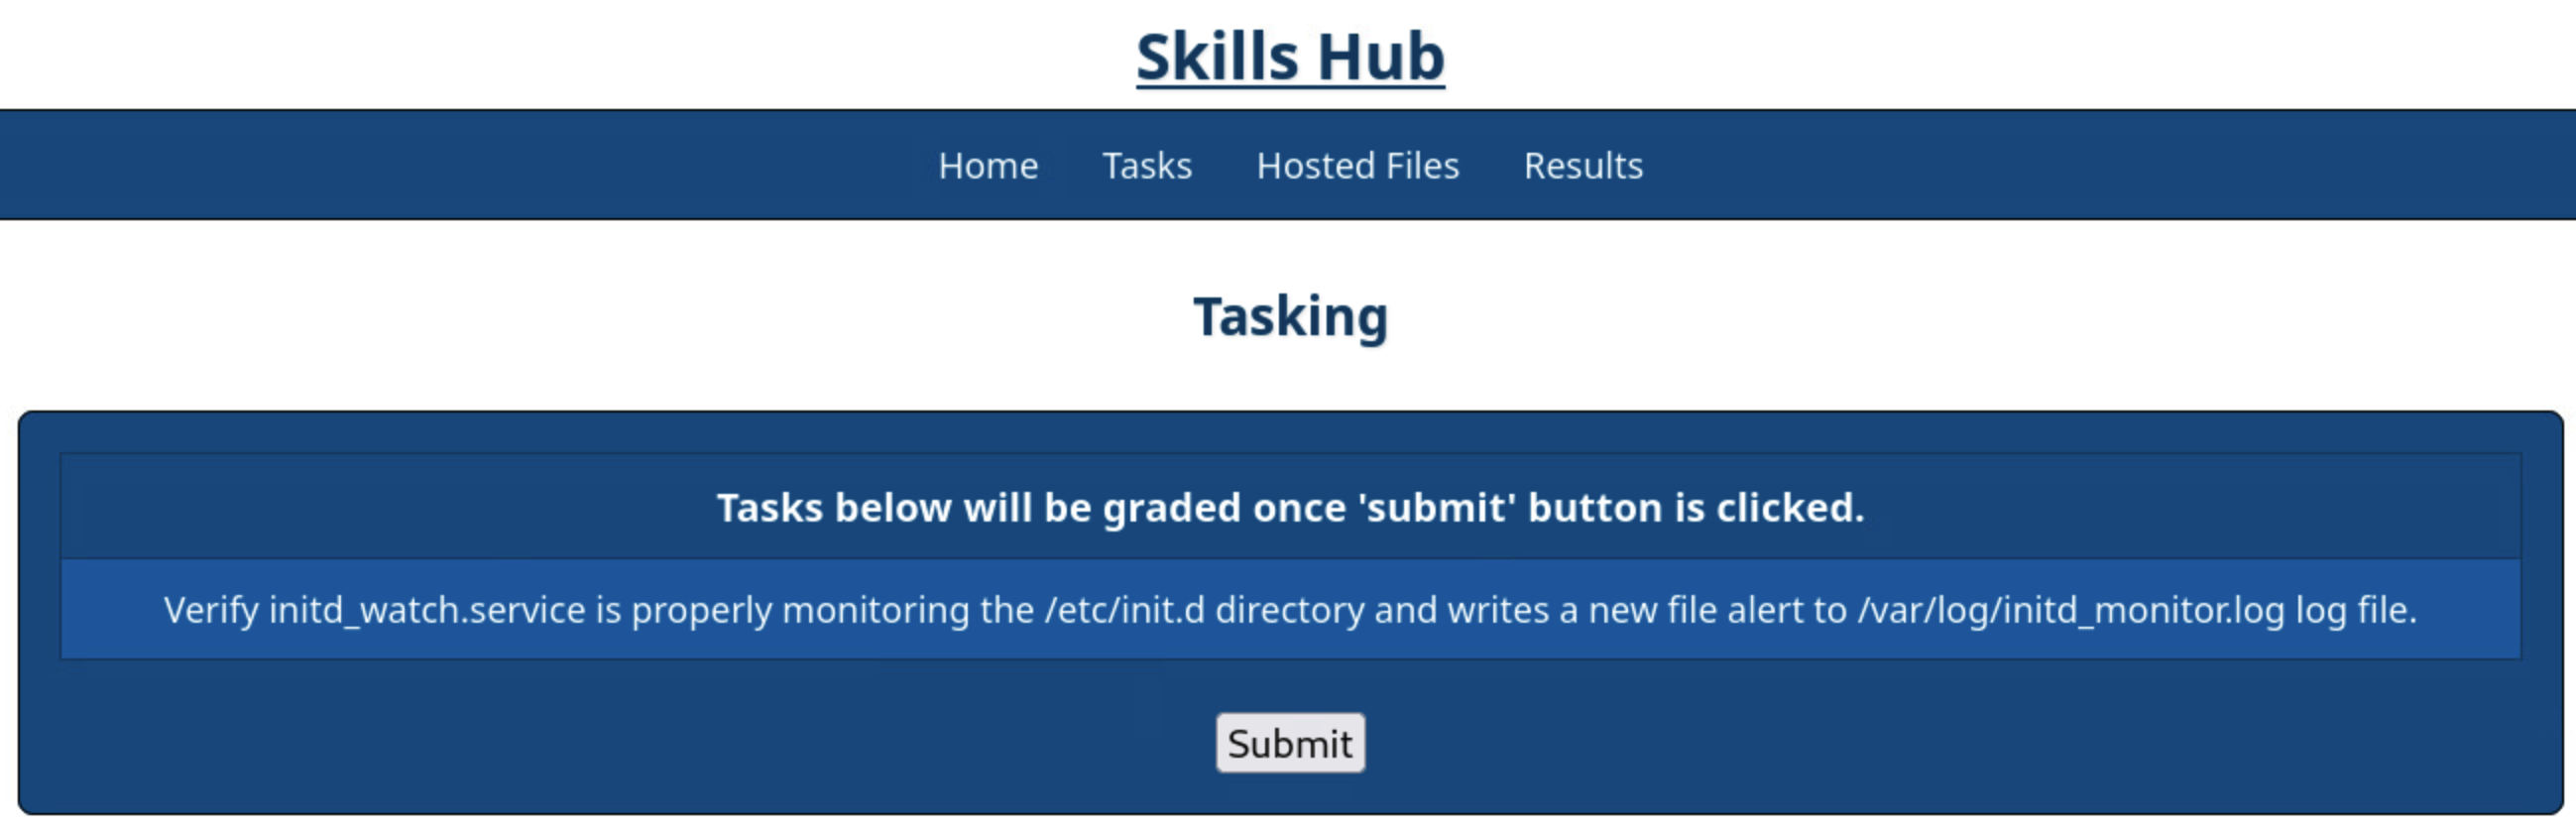 Skills Hub
Home Tasks Hosted Files Results
Tasking
Tasks below will be graded once 'submit' button is clicked.
Verify initd_watch.service is properly monitoring the /etc/init.d directory and writes a new file alert to /var/log/initd_monitor.log log file.
Submit